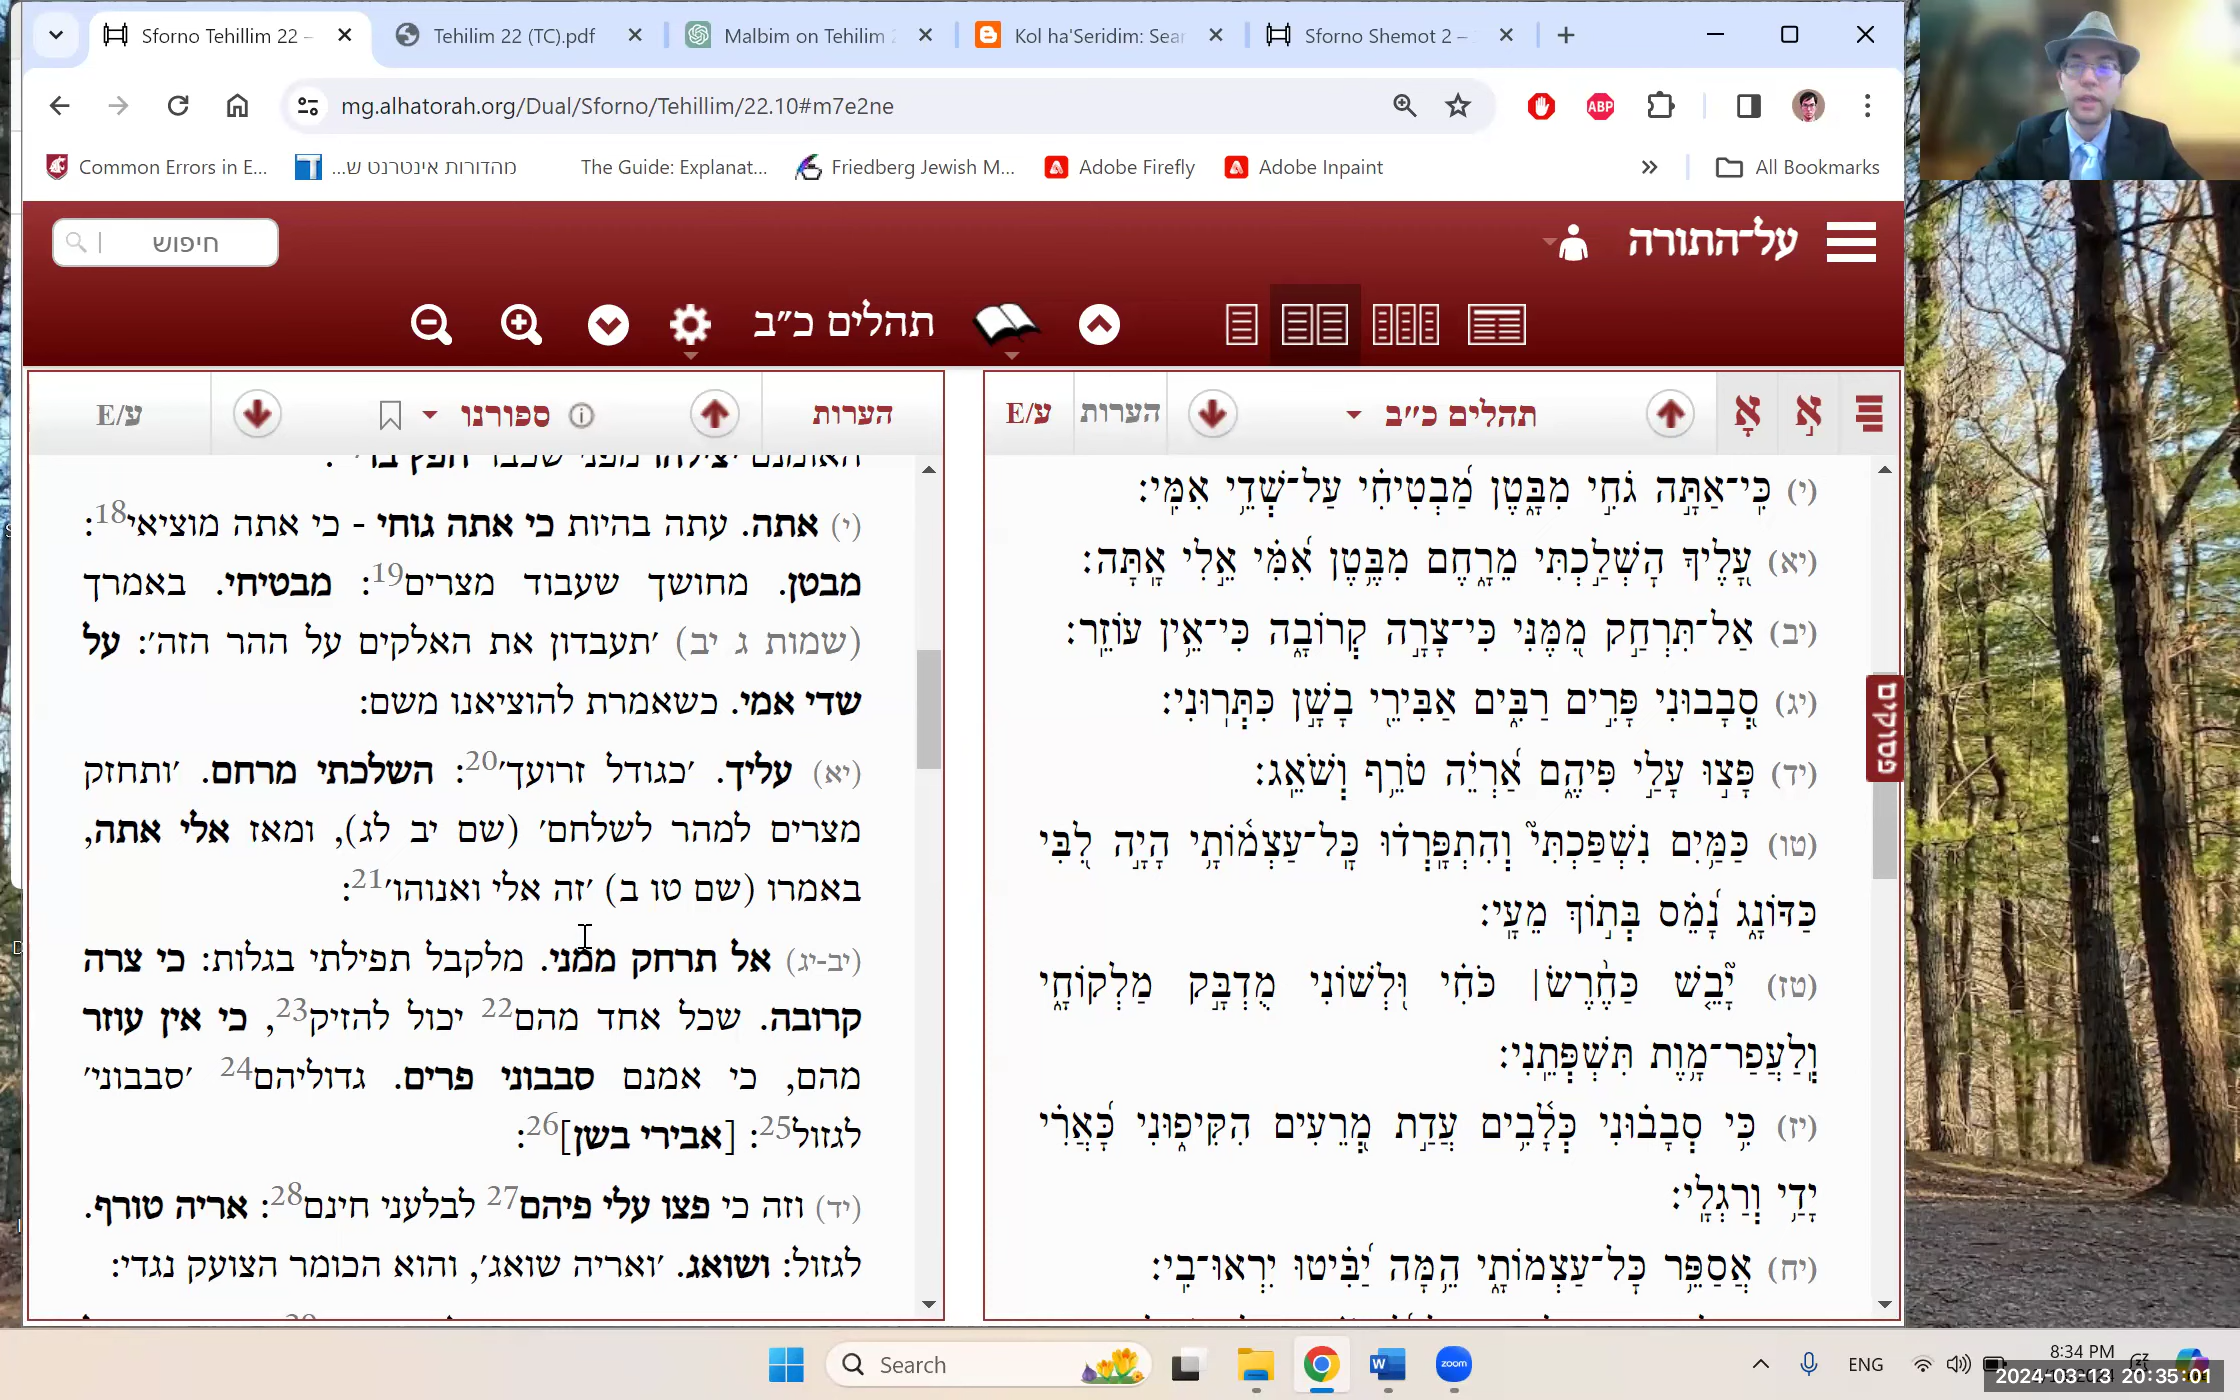 Sforno Tehillim 22 –
Tehilim 22 (TC).pdf
Malbim on Tehilim
Kol ha'Seridim: Sear
Sforno Shemot 2 –
mg.alhatorah.org/Dual/Sforno/Tehillim/22.10#m7e2ne
ABP
Common Errors in E...
מהדורות אינטרנט ש...
The Guide: Explanat...
Friedberg Jewish M...
Adobe Firefly
Adobe Inpaint
All Bookmarks
חיפוש
על־התורה
תהלים כ״ב
הערות
ספורנו
ע/E
(י) אתה. עתה בהיות כי אתה גוחי - כי אתה מוציאי18:
מבטן. מחושך שעבוד מצרים19: מבטיחי. באמרך
(שמות ג יב) ׳תעבדון את האלקים על ההר הזה׳: על
שדי אמי. כשאמרת להוציאנו משם:
(יא) עליך. ׳כגודל זרועך׳20: השלכתי מרחם. ׳ותחזק
מצרים למהר לשלחם׳ (שם יב לג), ומאז אלי אתה,
באמרו (שם טו ב) ׳זה אלי ואנוהו׳21:
(יב-יג) אל תרחק ממני. מלקבל תפילתי בגלות: כי צרה
קרובה. שכל אחד מהם22 יכול להזיק23, כי אין עוזר
מהם, כי אמנם סבבוני פרים. גדוליהם24 ׳סבבוני׳
לגזול25: [אבירי בשן]26:
(יד) וזה כי פצו עלי פיהם27 לבלעני חינם28: אריה טורף.
לגזול: ושואג. ׳ואריה שואג׳, והוא הכומר הצועק נגדי:
תהלים כ״ב
הערות
ע/E
(י) כִּי־אַתָּה גֹחִי מִבָּטֶן מַבְטִיחִי עַל־שְׁדֵי אִמִּי:
(יא) עָלֶיךָ הָשְׁלַכְתִּי מֵרָחֶם מִבֶּטֶן אִמִּי אֵלִי אָתָּה:
(יב) אַל־תִּרְחַק מִמֶּנִּי כִּי־צָרָה קְרוֹבָה כִּי־אֵין עוֹזֵר:
(יג) סְבָבוּנִי פָּרִים רַבִּים אַבִּירֵי בָשָׁן כִּתְּרוּנִי:
(יד) פָּצוּ עָלַי פִּיהֶם אַרְיֵה טֹרֵף וְשֹׁאֵג:
(טו) כַּמַּיִם נִשְׁפַּכְתִּי וְהִתְפָּרְדוּ כָּל־עַצְמוֹתָי הָיָה לִבִּי
כַּדּוֹנָג נָמֵס בְּתוֹךְ מֵעָי:
(טז) יָבֵשׁ כַּחֶרֶשׂ| כֹּחִי וּלְשׁוֹנִי מֻדְבָּק מַלְקוֹחָי
וְלַעֲפַר־מָוֶת תִּשְׁפְּתֵנִי:
(יז) כִּי סְבָבוּנִי כְּלָבִים עֲדַת מְרֵעִים הִקִּיפוּנִי כָּאֲרִי
יָדַי וְרַגְלָי:
(יח) אֲסַפֵּר כָּל־עַצְמוֹתָי הֵמָּה יַבִּיטוּ יִרְאוּ־בִי:
פסוקים
Search
zoom
ENG
8:34 PM
2024-03-13 20:35:01